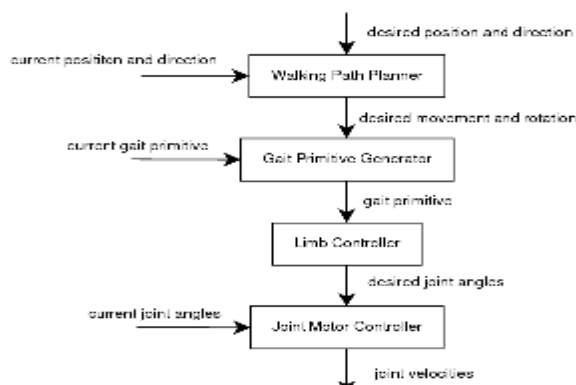 desired position and direction
current posititen and direction
Walking Path Planner
desired movement and rotation
current gait primitive
Gait Primitive Generator
gait primitive
Limb Controller
desired joint angles
current joint angles
Joint Motor Controller
joint velocities